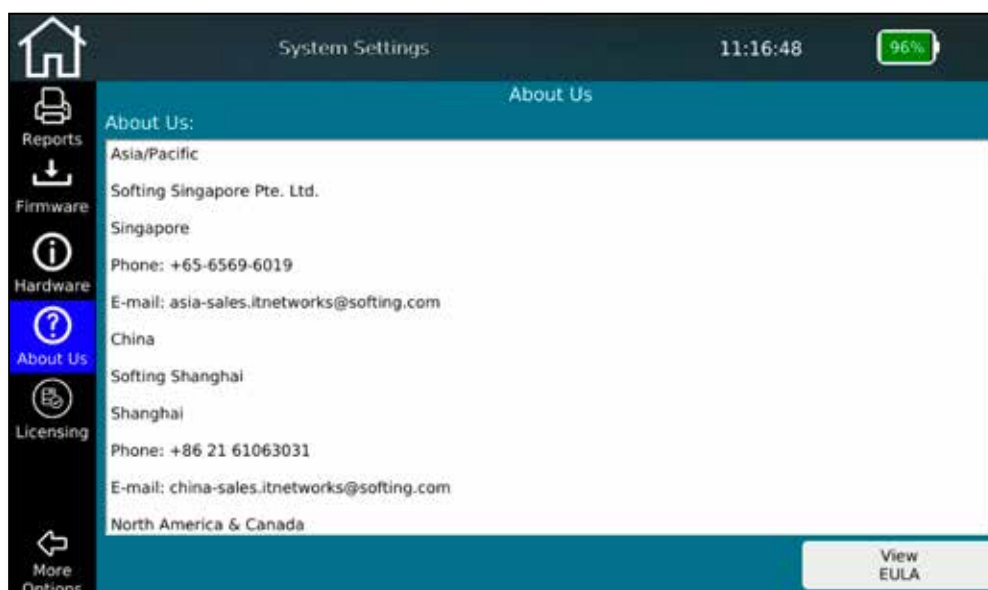 System Settings
11:16:48
96%
About Us
Reports
Firmware
Hardware
About Us
Licensing
More
Options
About Us:
Asia/Pacific
Softing Singapore Pte. Ltd.
Singapore
Phone: +65-6569-6019
E-mail: asia-sales.itnetworks@softing.com
China
Softing Shanghai
Shanghai
Phone: +86 21 61063031
E-mail: china-sales.itnetworks@softing.com
North America & Canada
View
EULA